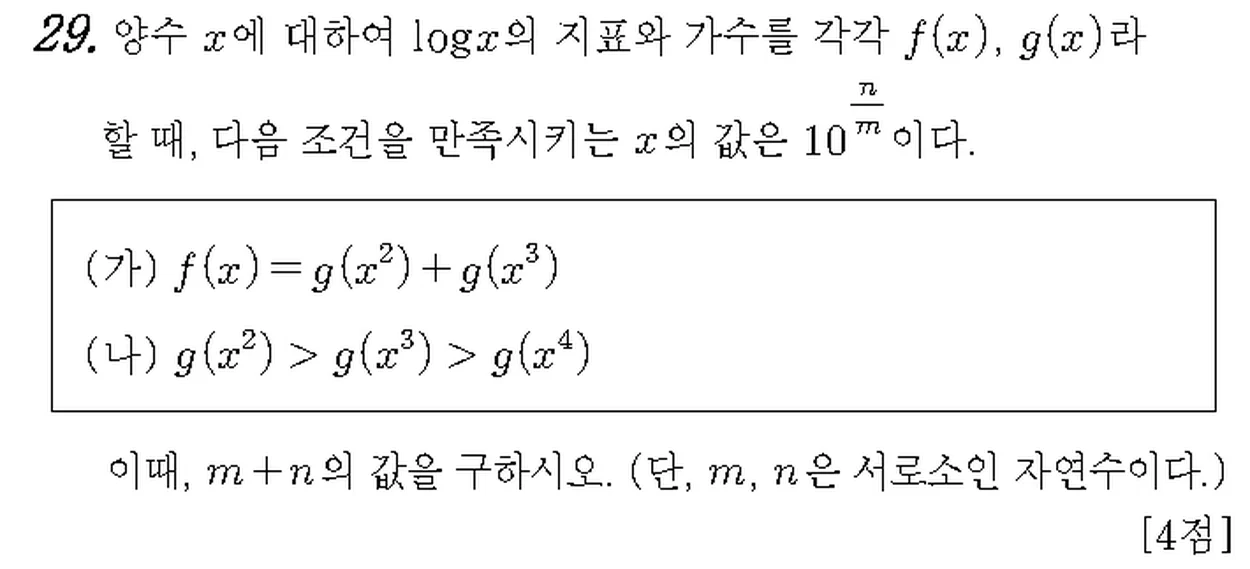 29. 양수 x에 대하여 logx의 지표와 가수를 각각 f(x), g(x)라
할 때, 다음 조건을 만족시키는 x의 값은 10^{n/m}이다.
(가) f(x)=g(x²)+g(x³)
(나) g(x²) > g(x³) > g(x⁴)
이때, m+n의 값을 구하시오. (단, m, n은 서로소인 자연수이다.)
[4점]